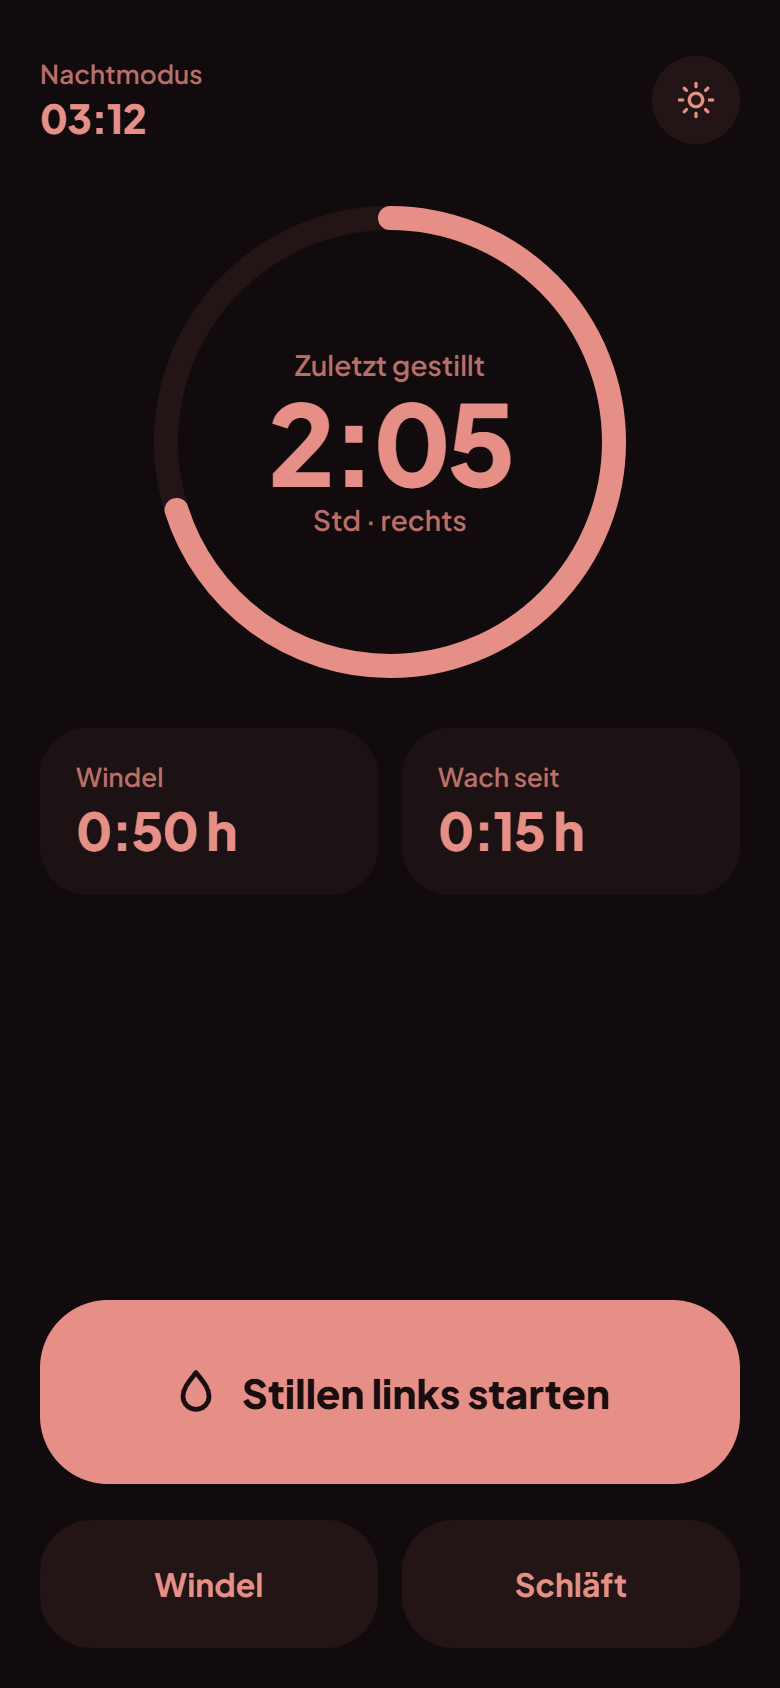 Nachtmodus
03:12
Zuletzt gestillt
2:05
Std · rechts
Windel
0:50 h
Wach seit
0:15 h
Stillen links starten
Windel
Schläft